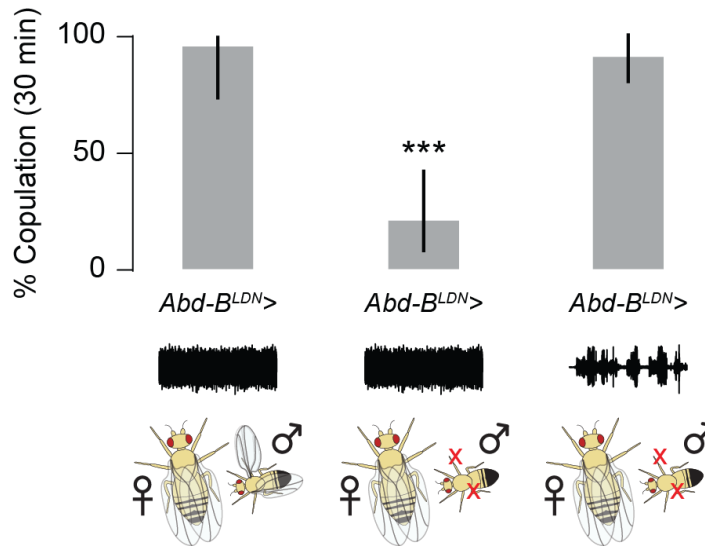 % Copulation (30 min)
100
50
0
***
Abd-B^LDN> Abd-B^LDN> Abd-B^LDN>
♀ ♂ ♀ x x ♂ ♀ x x ♂